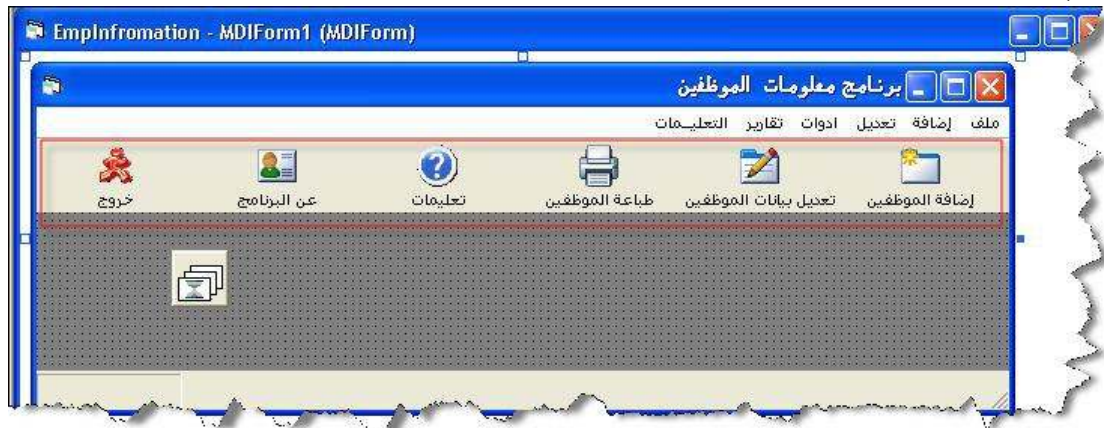 EmpInfromation - MDIForm1 (MDIForm)
برنامج معلومات الموظفين
ملف إضافة تعديل ادوات تقارير التعليـمات
إضافة الموظفين تعديل بيانات الموظفين طباعة الموظفين تعليمات عن البرنامج خروج